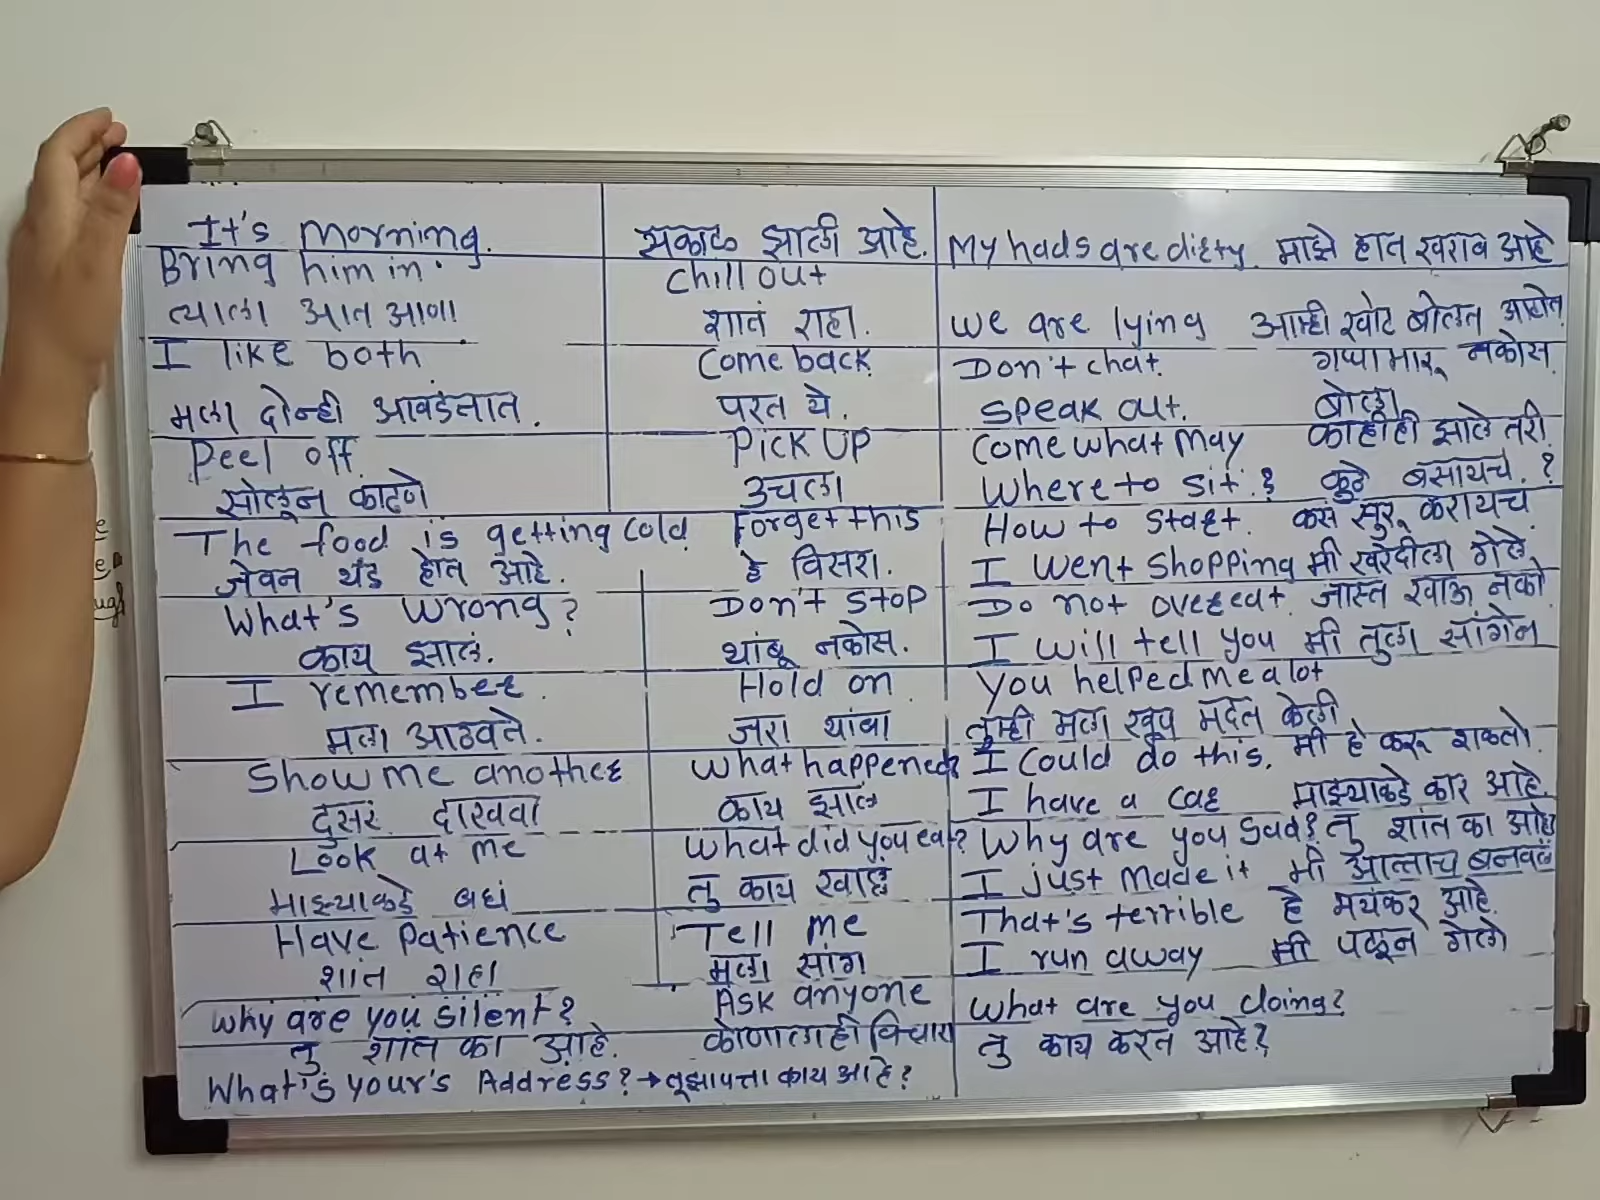 It's morning.
सकाळ झाली आहे.
Bring him in.
त्याला आत आणा
I like both
मला दोन्ही आवडतात.
Peel off
सोलून काढणे
The food is getting cold
जेवन थंड होत आहे.
What's wrong?
काय झालं.
I remember.
मला आठवते.
Show me another
दुसरं दाखवा
Look at me
माझ्याकडे बघं
Have Patience
शांत राहा
Why are you silent?
तु शांत का आहे.
What's your's Address? → तूझा पत्ता काय आहे?
Chill out
शातं राहा.
Come back
परत ये.
Pick UP
उचला
Forget this
हे विसरा.
Don't stop
थांबू नकोस.
Hold on
जरा थांबा
What happened?
काय झालं
What did you eat?
तु काय खाल्लं
Tell me
मला सांग
Ask anyone
कोणालाही विचारा
My hads are dirty. माझे हात खराब आहे
We are lying आम्ही खोटं बोलत आहोत.
Don't chat. गप्पा मारू नकोस.
Speak out. बोला
Come what may काहीही झाले तरी.
Where to sit.? कुठे बसायचं.?
How to start. कसं सुरू करायचं
I went shopping मी खरेदीला गेले.
Do not overeat. जास्त खाऊ नको
I will tell you मी तुला सांगेन
You helped me a lot
तुम्ही मला खूप मदत केली
I Could do this. मी हे करू शकलो.
I have a car माझ्याकडे कार आहे.
Why are you Sad? तु शांत का आहे
I just made it मी आत्ताच बनवलं
That's terrible हे भयंकर आहे.
I run away मी पळून गेलो
What are you doing?
तु काय करत आहे?